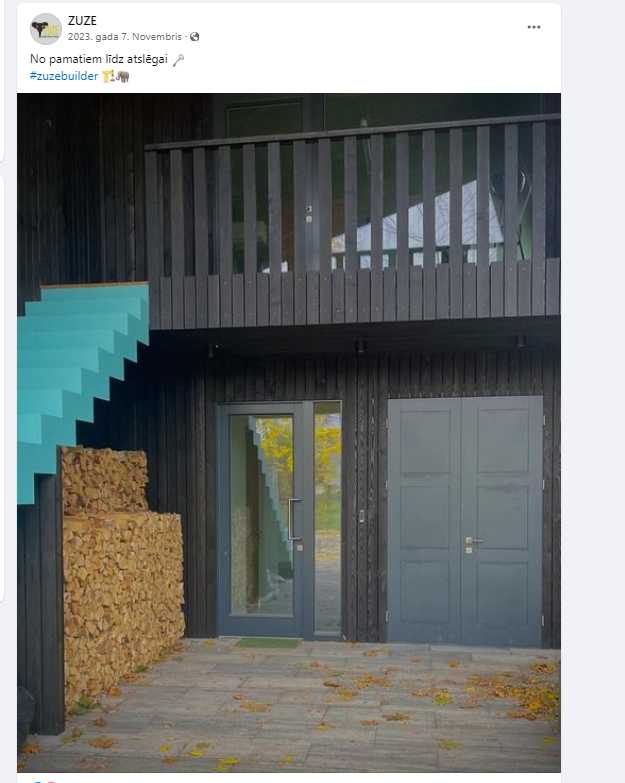 ZUZE
2023. gada 7. Novembris ·
No pamatiem līdz atslēgai 🗝️
#zuzebuilder 🏗️🐘